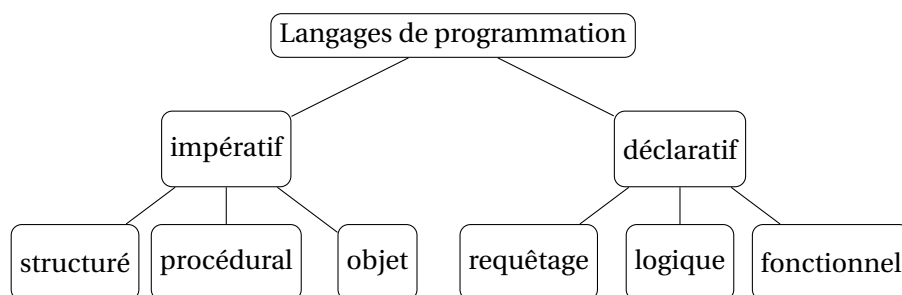 Langages de programmation
impératif
déclaratif
structuré
procédural
objet
requêtage
logique
fonctionnel